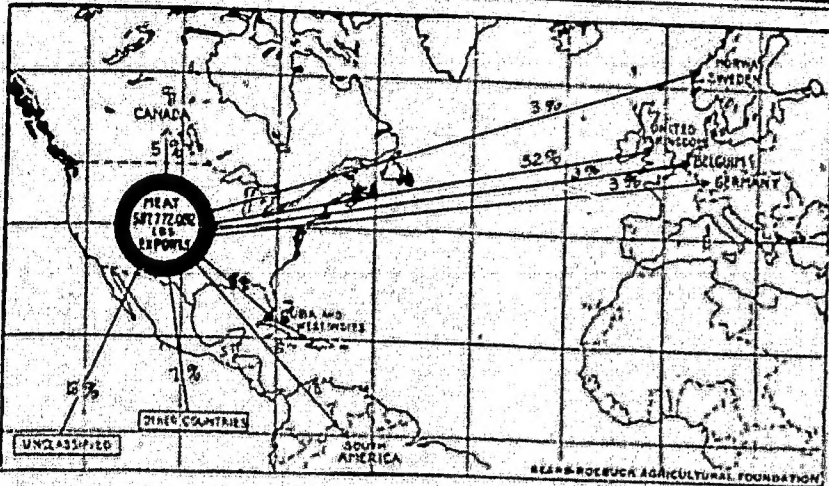 NORWAY
SWEDEN
CANADA
5%
3%
UNITED
KINGDOM
52%
3%
BELGIUM &
3%
GERMANY
MEAT
LBS
EXPORTS
CUBA AND
WEST INDIES
7%
UNCLASSIFIED
OTHER COUNTRIES
SOUTH
AMERICA
SEARS-ROEBUCK AGRICULTURAL FOUNDATION